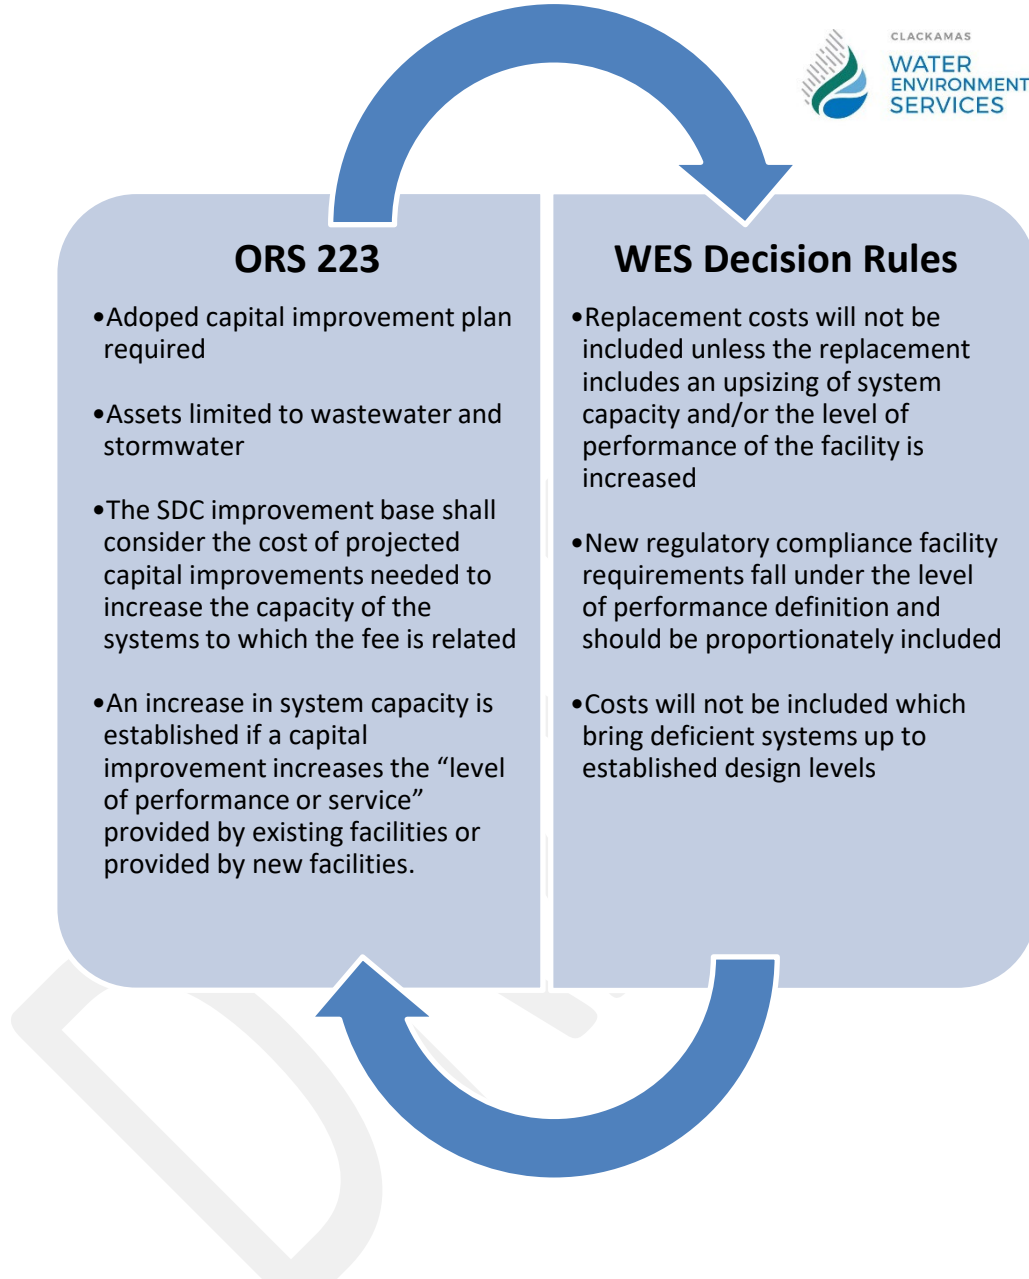 CLACKAMAS
WATER
ENVIRONMENT
SERVICES
ORS 223
•Adoped capital improvement plan
required
•Assets limited to wastewater and
stormwater
•The SDC improvement base shall
consider the cost of projected
capital improvements needed to
increase the capacity of the
systems to which the fee is related
•An increase in system capacity is
established if a capital
improvement increases the “level
of performance or service”
provided by existing facilities or
provided by new facilities.
WES Decision Rules
•Replacement costs will not be
included unless the replacement
includes an upsizing of system
capacity and/or the level of
performance of the facility is
increased
•New regulatory compliance facility
requirements fall under the level
of performance definition and
should be proportionately included
•Costs will not be included which
bring deficient systems up to
established design levels